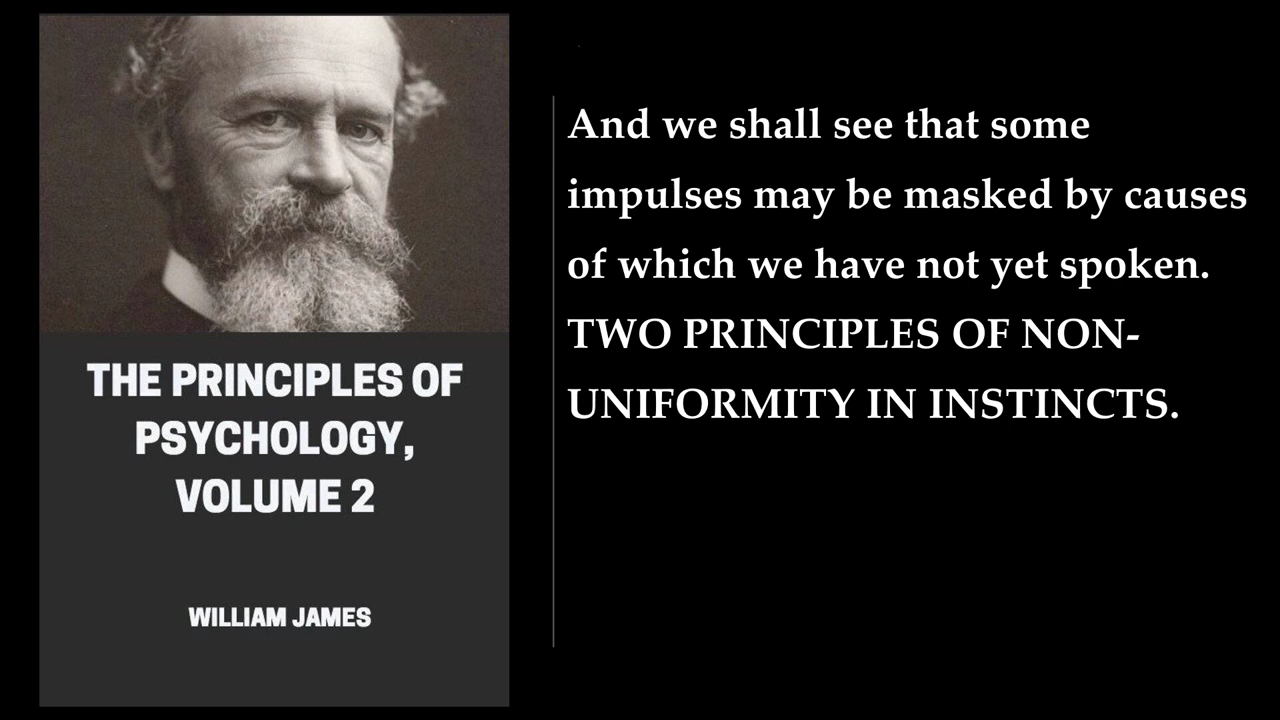 THE PRINCIPLES OF
PSYCHOLOGY,
VOLUME 2
WILLIAM JAMES
And we shall see that some
impulses may be masked by causes
of which we have not yet spoken.
TWO PRINCIPLES OF NON-
UNIFORMITY IN INSTINCTS.